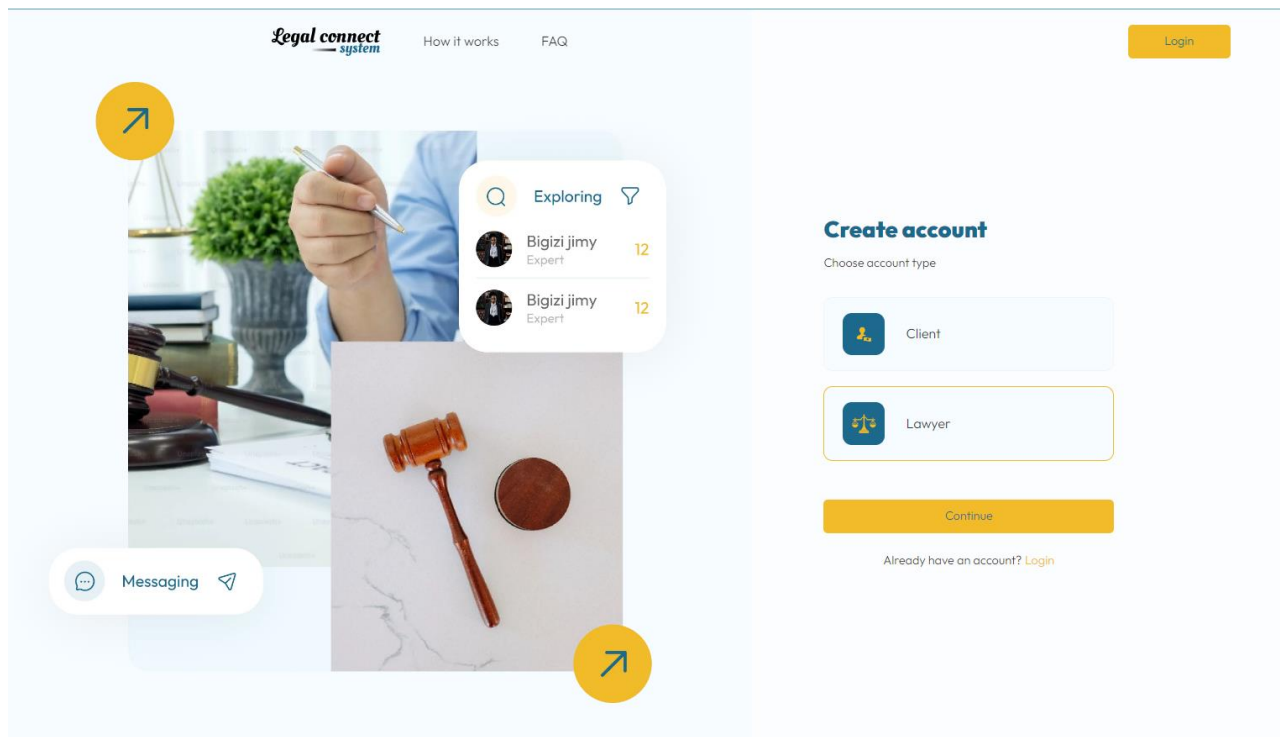 Legal connect
system
How it works
FAQ
Login
Exploring
Bigizi jimy
Expert
12
Bigizi jimy
Expert
12
Messaging
Create account
Choose account type
Client
Lawyer
Continue
Already have an account? Login